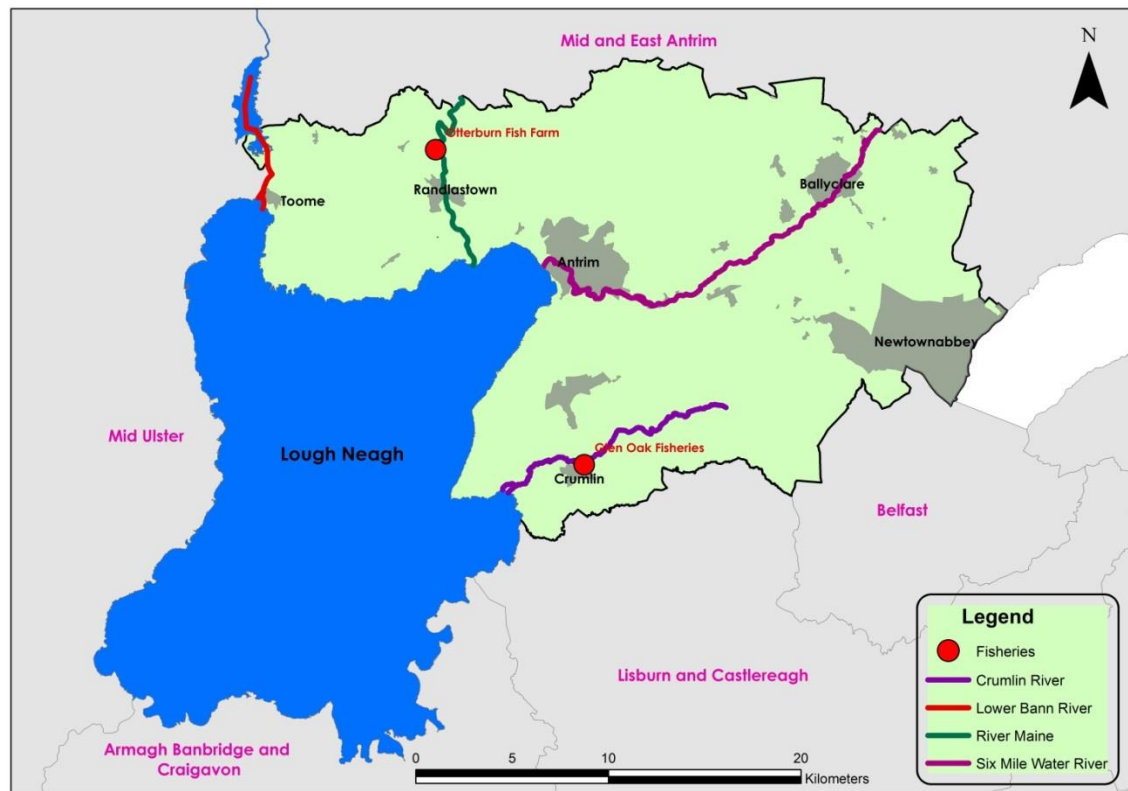 Mid and East Antrim
N
Otterburn Fish Farm
Randlastown
Ballyclare
Toome
Antrim
Newtownabbey
Mid Ulster
Lough Neagh
Glen Oak Fisheries
Crumlin
Belfast
Lisburn and Castlereagh
Armagh Banbridge and
Craigavon
0 5 10 20
Kilometers
Legend
Fisheries
Crumlin River
Lower Bann River
River Maine
Six Mile Water River